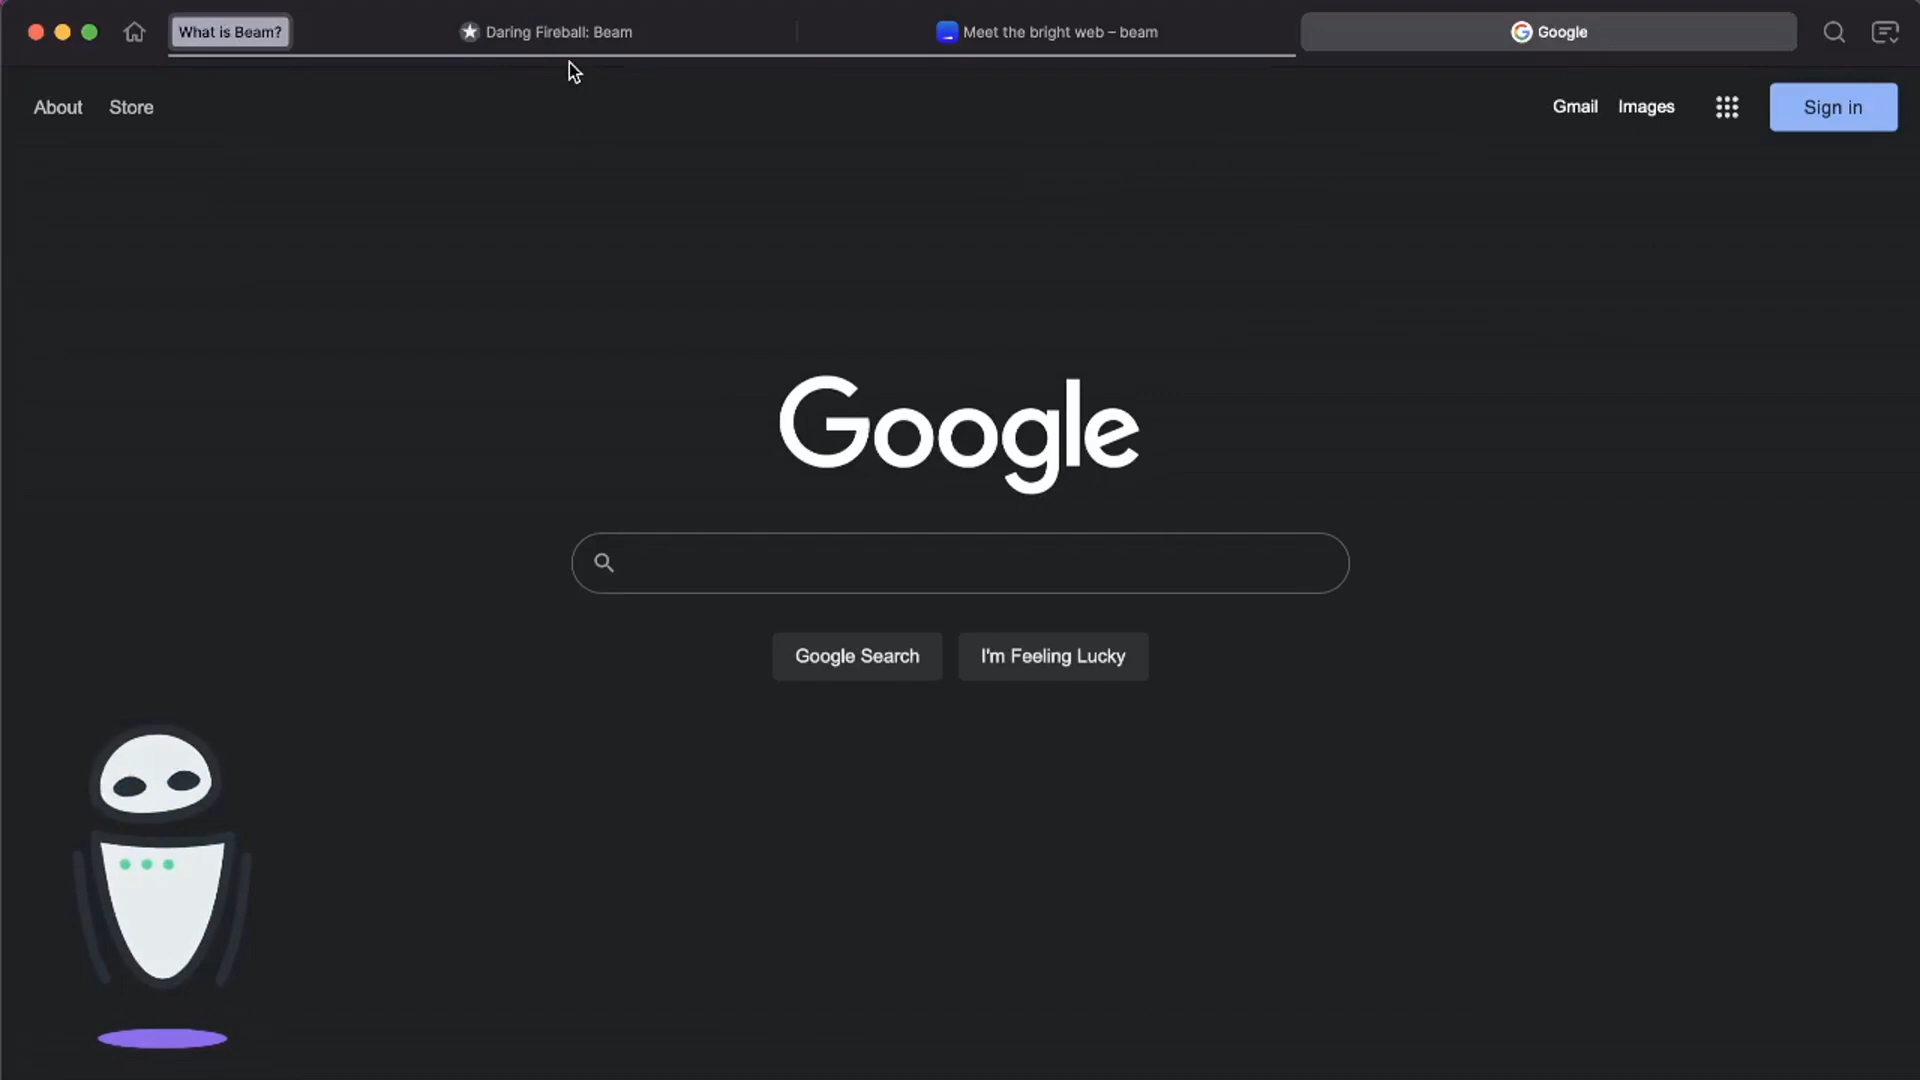 What is Beam?
Daring Fireball: Beam
Meet the bright web – beam
Google
About
Store
Gmail
Images
Sign in
Google
Google Search
I'm Feeling Lucky